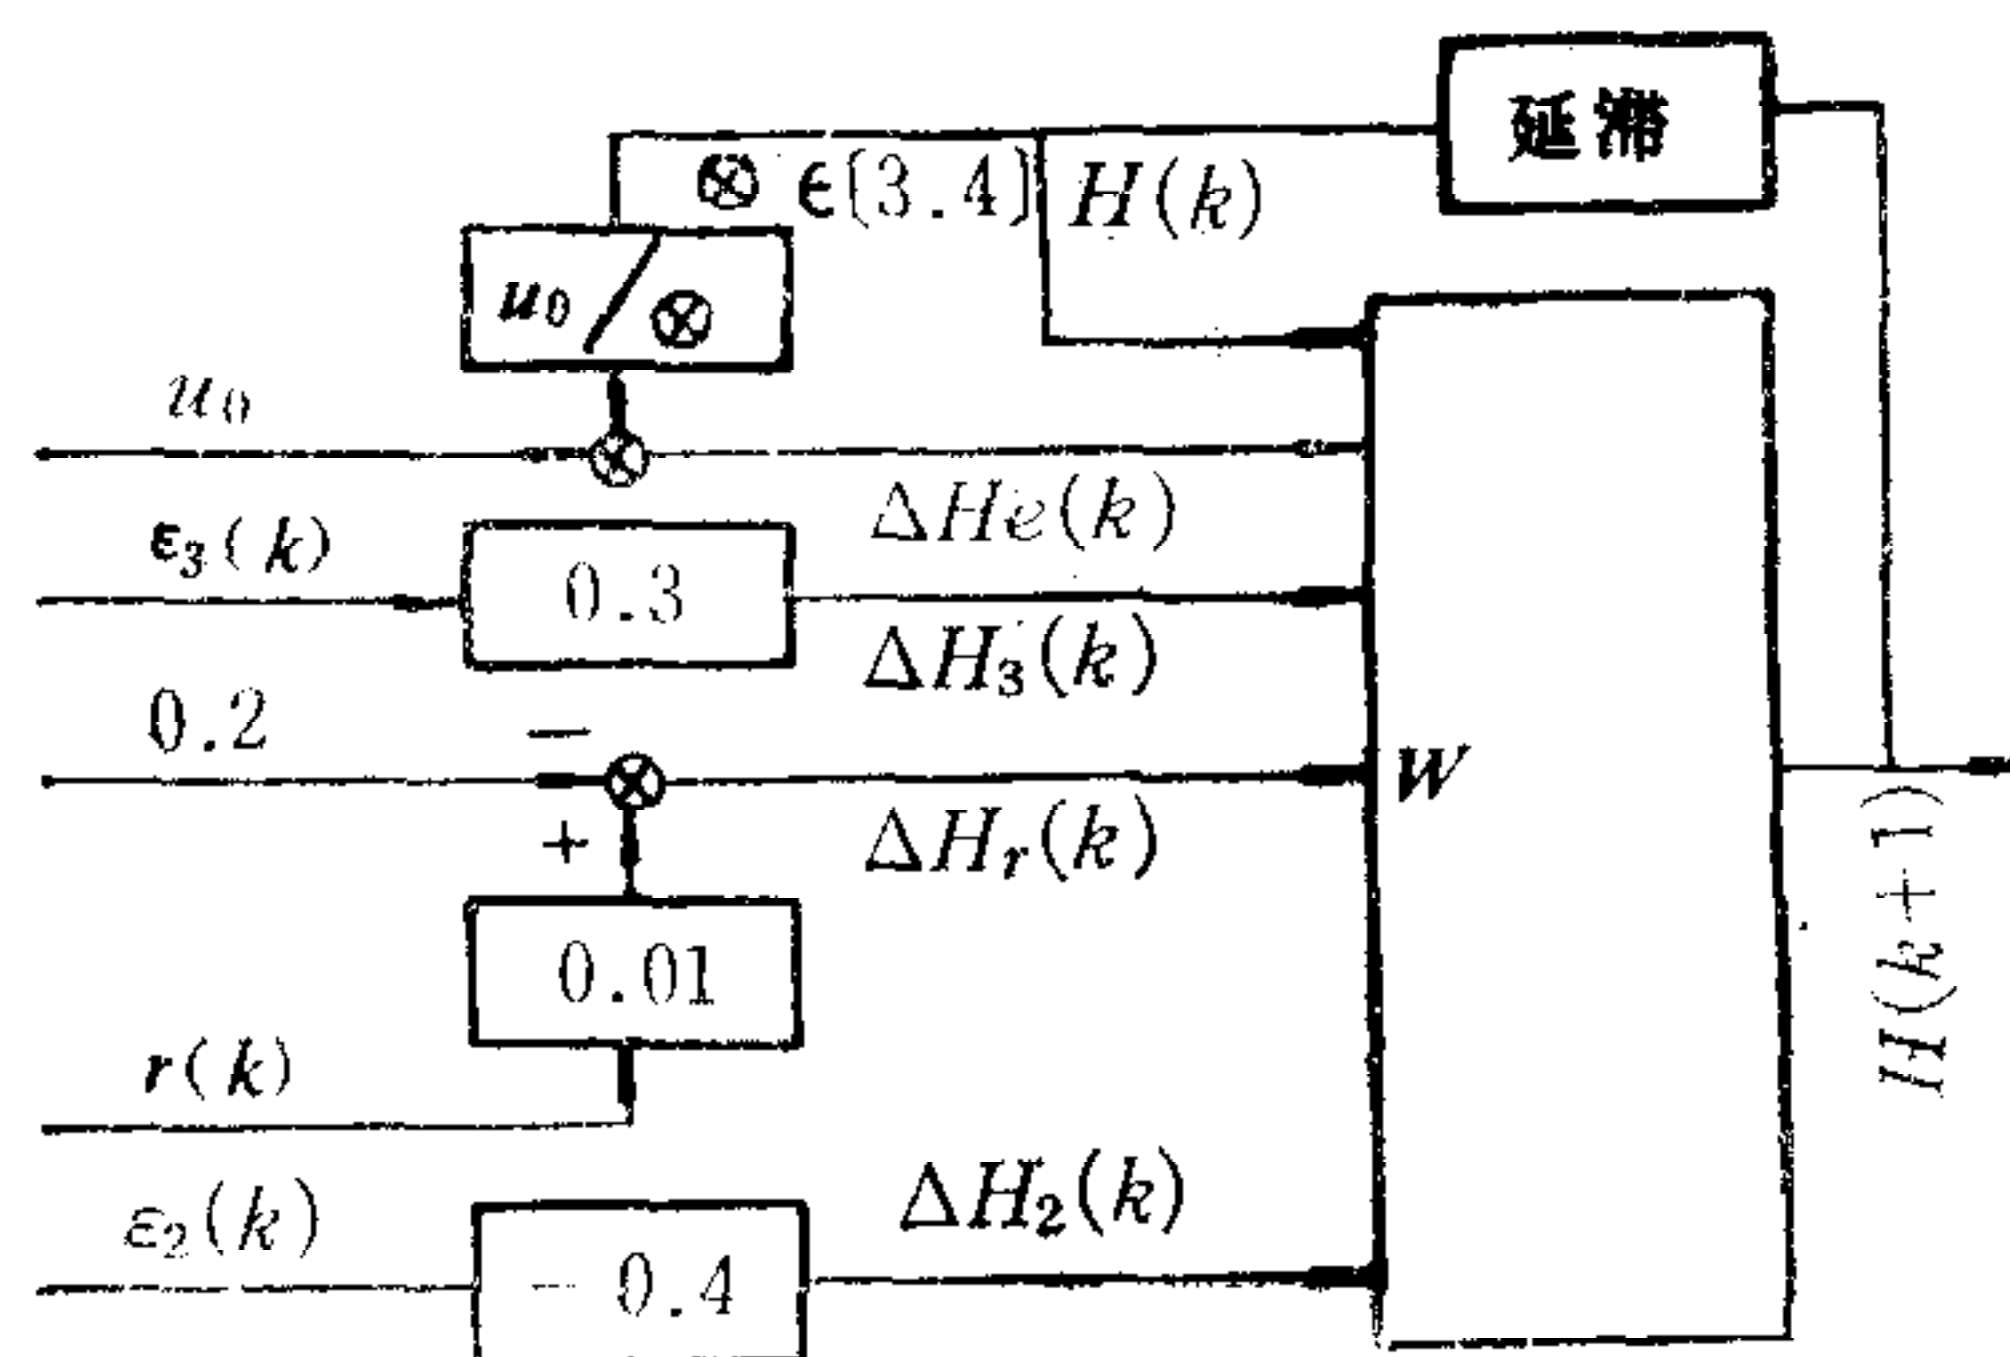 延滞
⊗ ϵ[3.4] H(k)
u₀/⊗
u₀
ΔHe(k)
ε₃(k)
0.3
ΔH₃(k)
0.2
−
W
+
ΔHᵣ(k)
0.01
H(k+1)
r(k)
ΔH₂(k)
ε₂(k)
−0.4